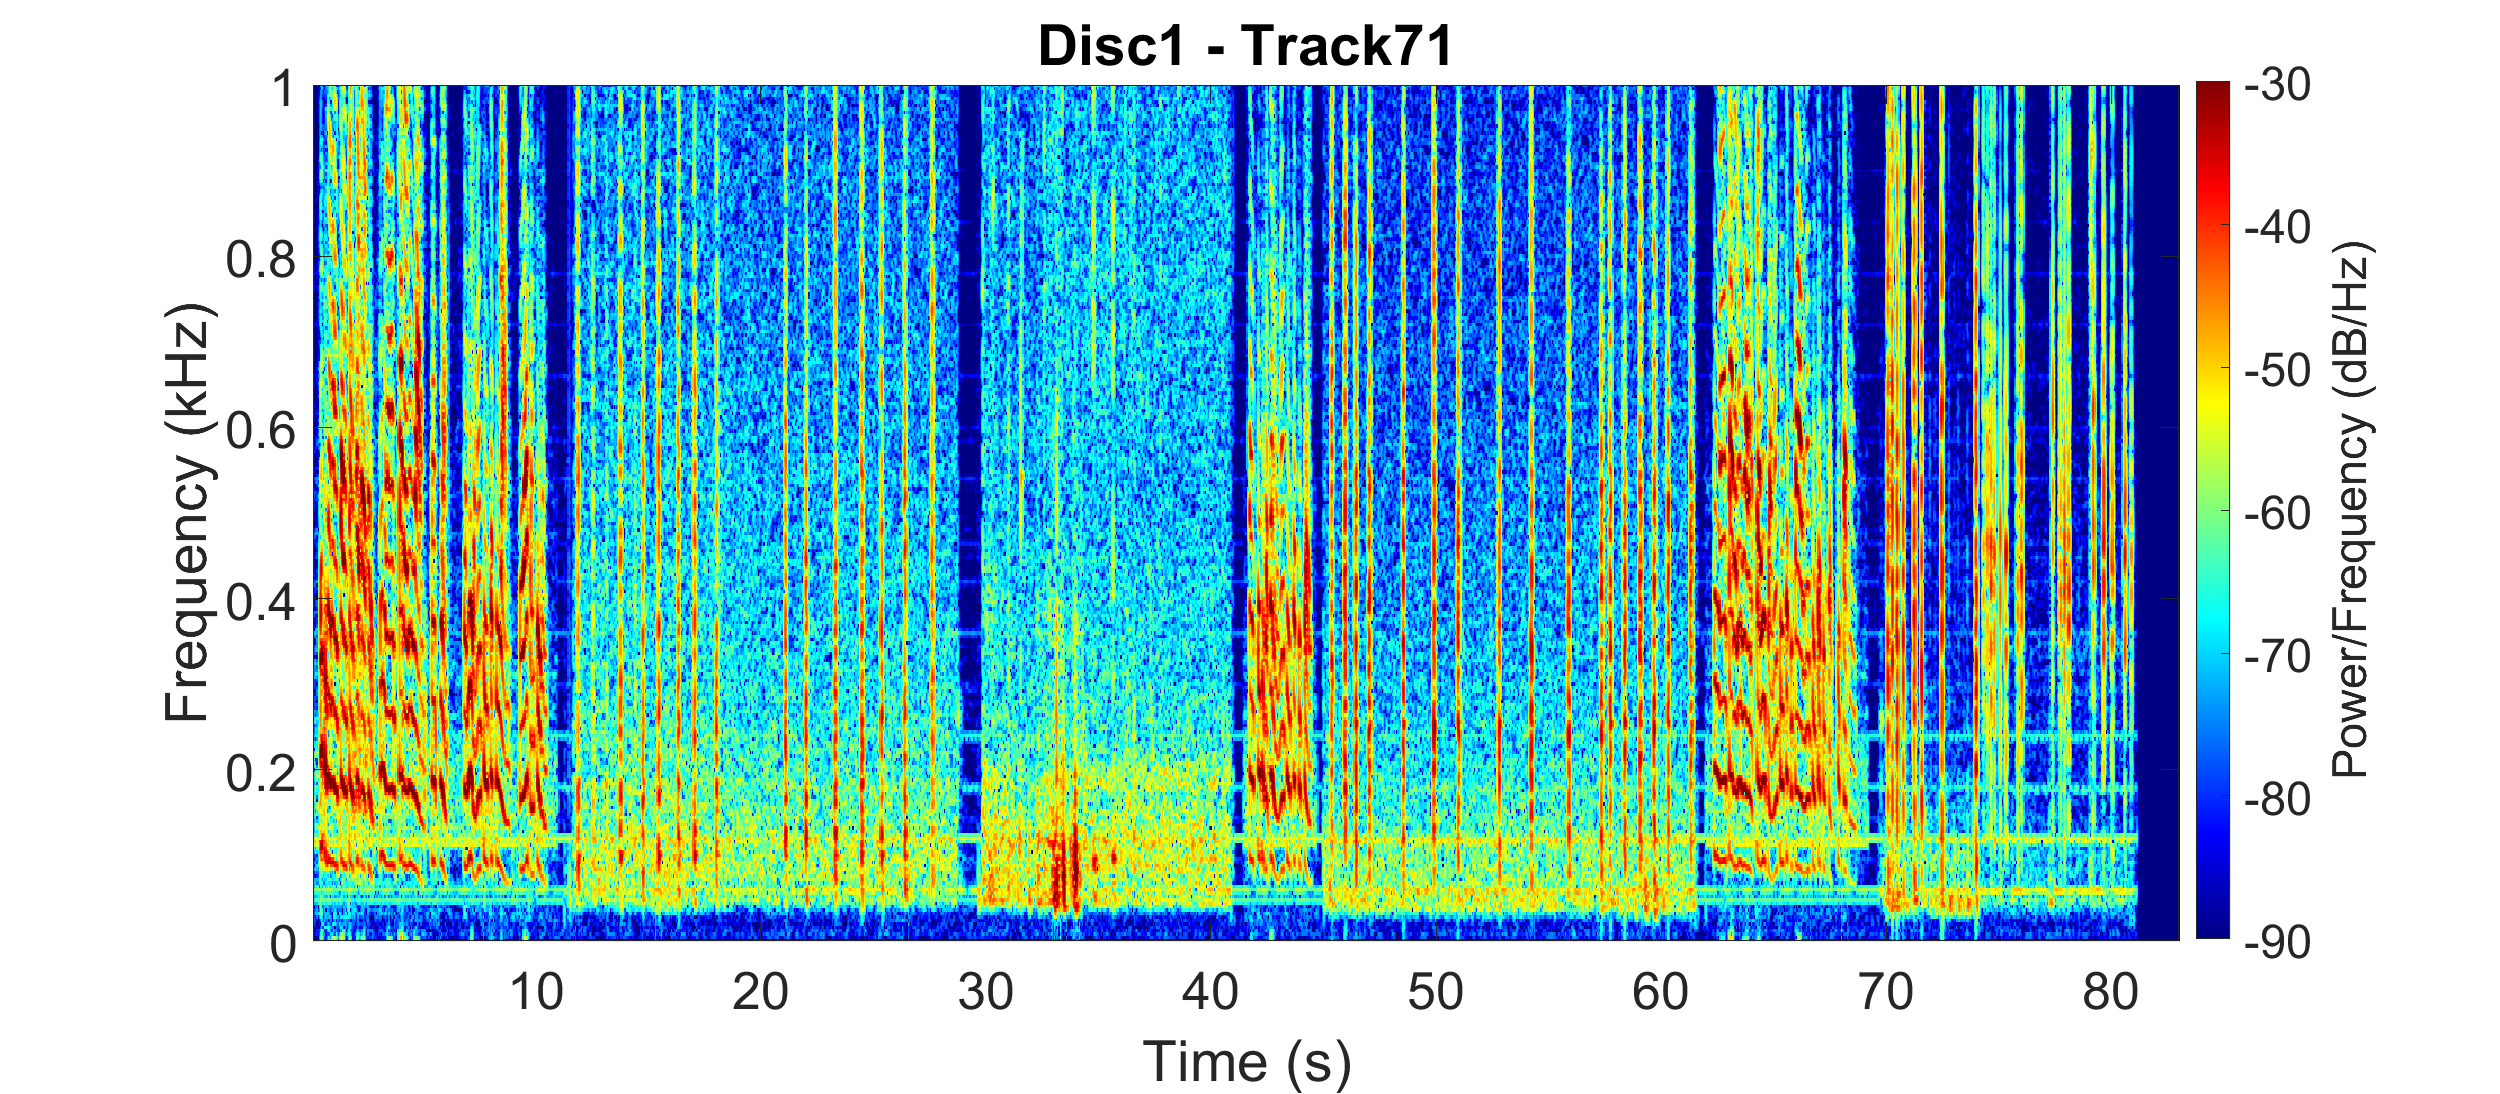 Disc1 - Track71
Frequency (kHz)
1
0.8
0.6
0.4
0.2
0
10 20 30 40 50 60 70 80
Time (s)
-30
-40
-50
-60
-70
-80
-90
Power/Frequency (dB/Hz)